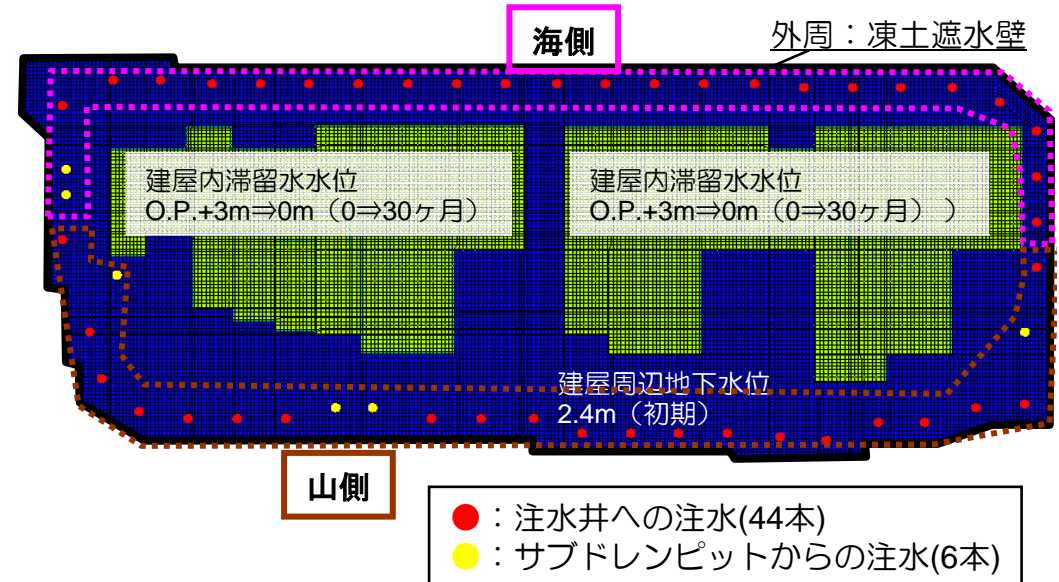 海側
外周：凍土遮水壁
建屋内滞留水水位
O.P.+3m⇒0m（0⇒30ヶ月）
建屋内滞留水水位
O.P.+3m⇒0m（0⇒30ヶ月））
建屋周辺地下水位
2.4m（初期）
山側
：注水井への注水(44本)
：サブドレンピットからの注水(6本)